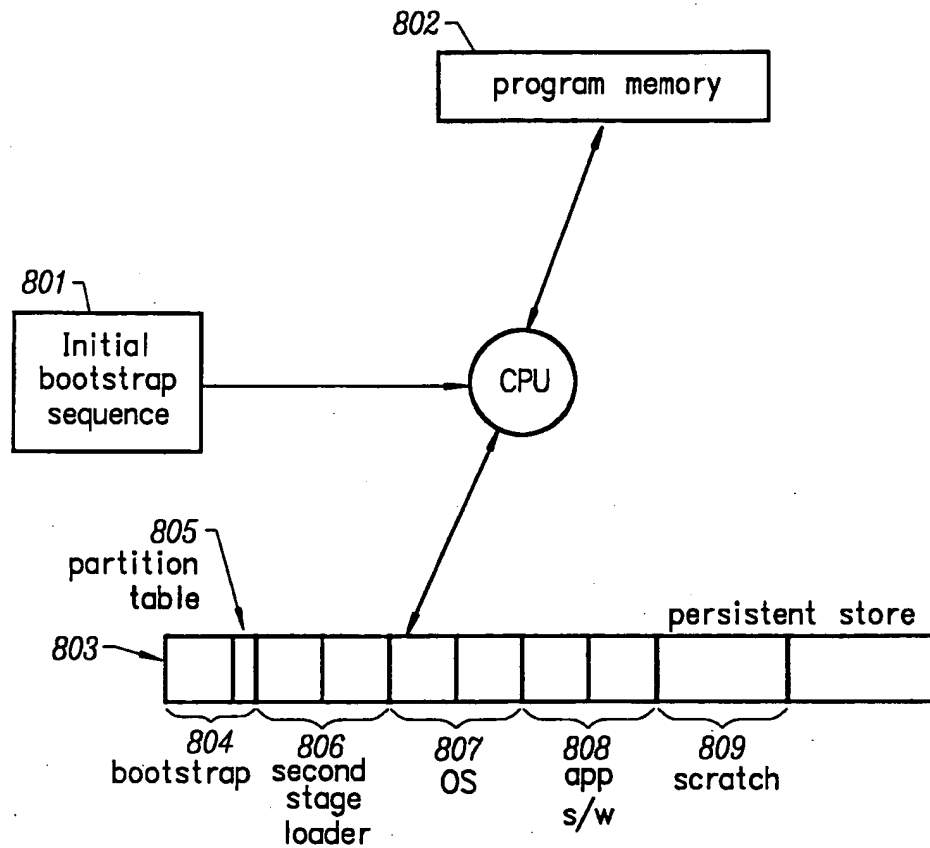 802
program memory
801
Initial
bootstrap
sequence
CPU
805
partition
table
persistent store
803
804
bootstrap
806
second
stage
loader
807
OS
808
app
s/w
809
scratch